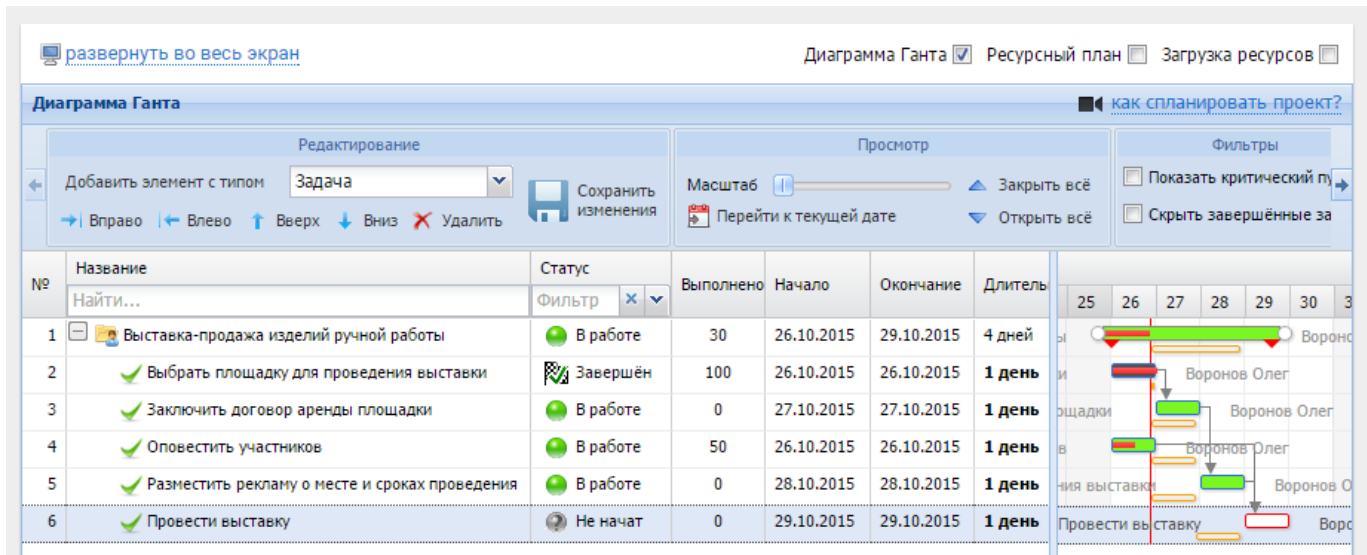 развернуть во весь экран Диаграмма Ганта Ресурсный план Загрузка ресурсов
Диаграмма Ганта как спланировать проект?
Редактирование Просмотр Фильтры
Добавить элемент с типом Задача Сохранить изменения Масштаб Закрыть всё Показать критический пу
Вправо Влево Вверх Вниз Удалить Перейти к текущей дате Открыть всё Скрыть завершённые за
№ Название Статус Выполнено Начало Окончание Длитель
Найти... Фильтр 25 26 27 28 29 30 3
1 Выставка-продажа изделий ручной работы В работе 30 26.10.2015 29.10.2015 4 дней ы Вороно
2 Выбрать площадку для проведения выставки Завершён 100 26.10.2015 26.10.2015 1 день и Воронов Олег
3 Заключить договор аренды площадки В работе 0 27.10.2015 27.10.2015 1 день ощадки Воронов Олег
4 Оповестить участников В работе 50 26.10.2015 26.10.2015 1 день в Воронов Олег
5 Разместить рекламу о месте и сроках проведения В работе 0 28.10.2015 28.10.2015 1 день ния выставки Воронов О
6 Провести выставку Не начат 0 29.10.2015 29.10.2015 1 день Провести выставку Воро